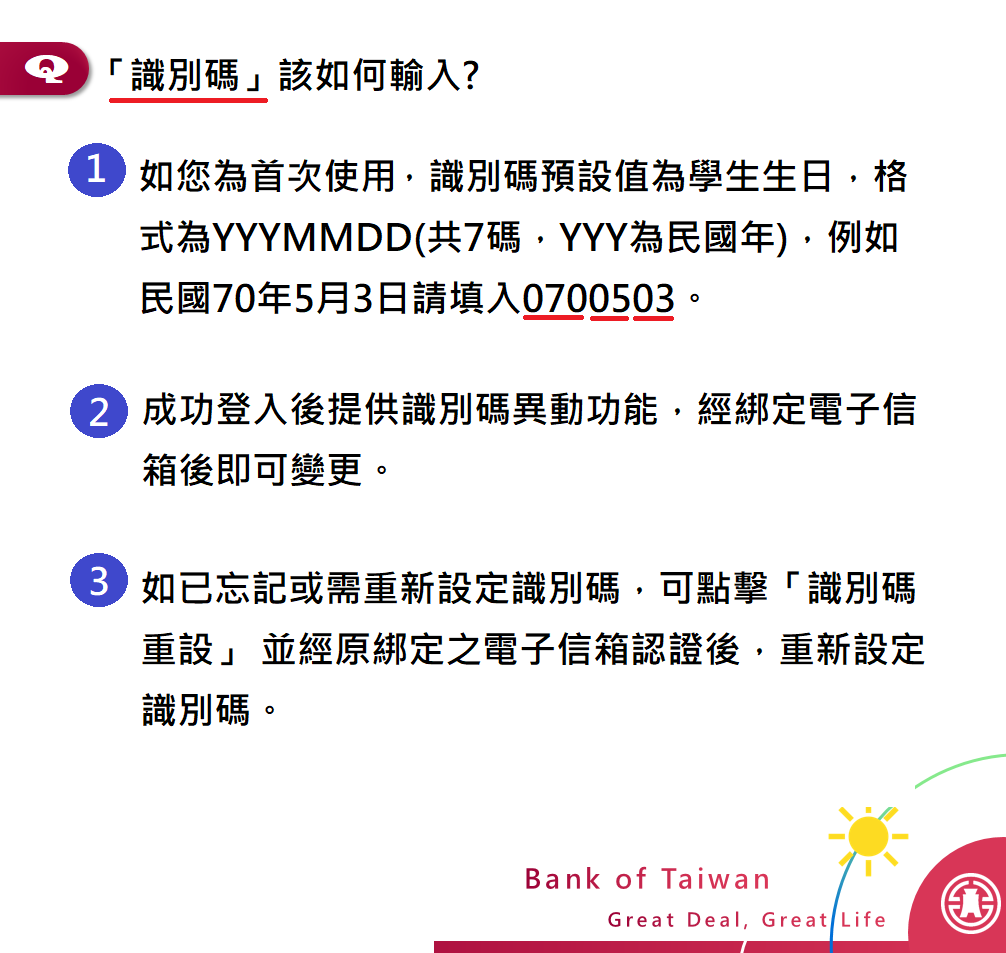 Q 「識別碼」該如何輸入?
1 如您為首次使用，識別碼預設值為學生生日，格
式為YYYMMDD(共7碼，YYY為民國年)，例如
民國70年5月3日請填入0700503。
2 成功登入後提供識別碼異動功能，經綁定電子信
箱後即可變更。
3 如已忘記或需重新設定識別碼，可點擊「識別碼
重設」 並經原綁定之電子信箱認證後，重新設定
識別碼。
Bank of Taiwan
Great Deal, Great Life